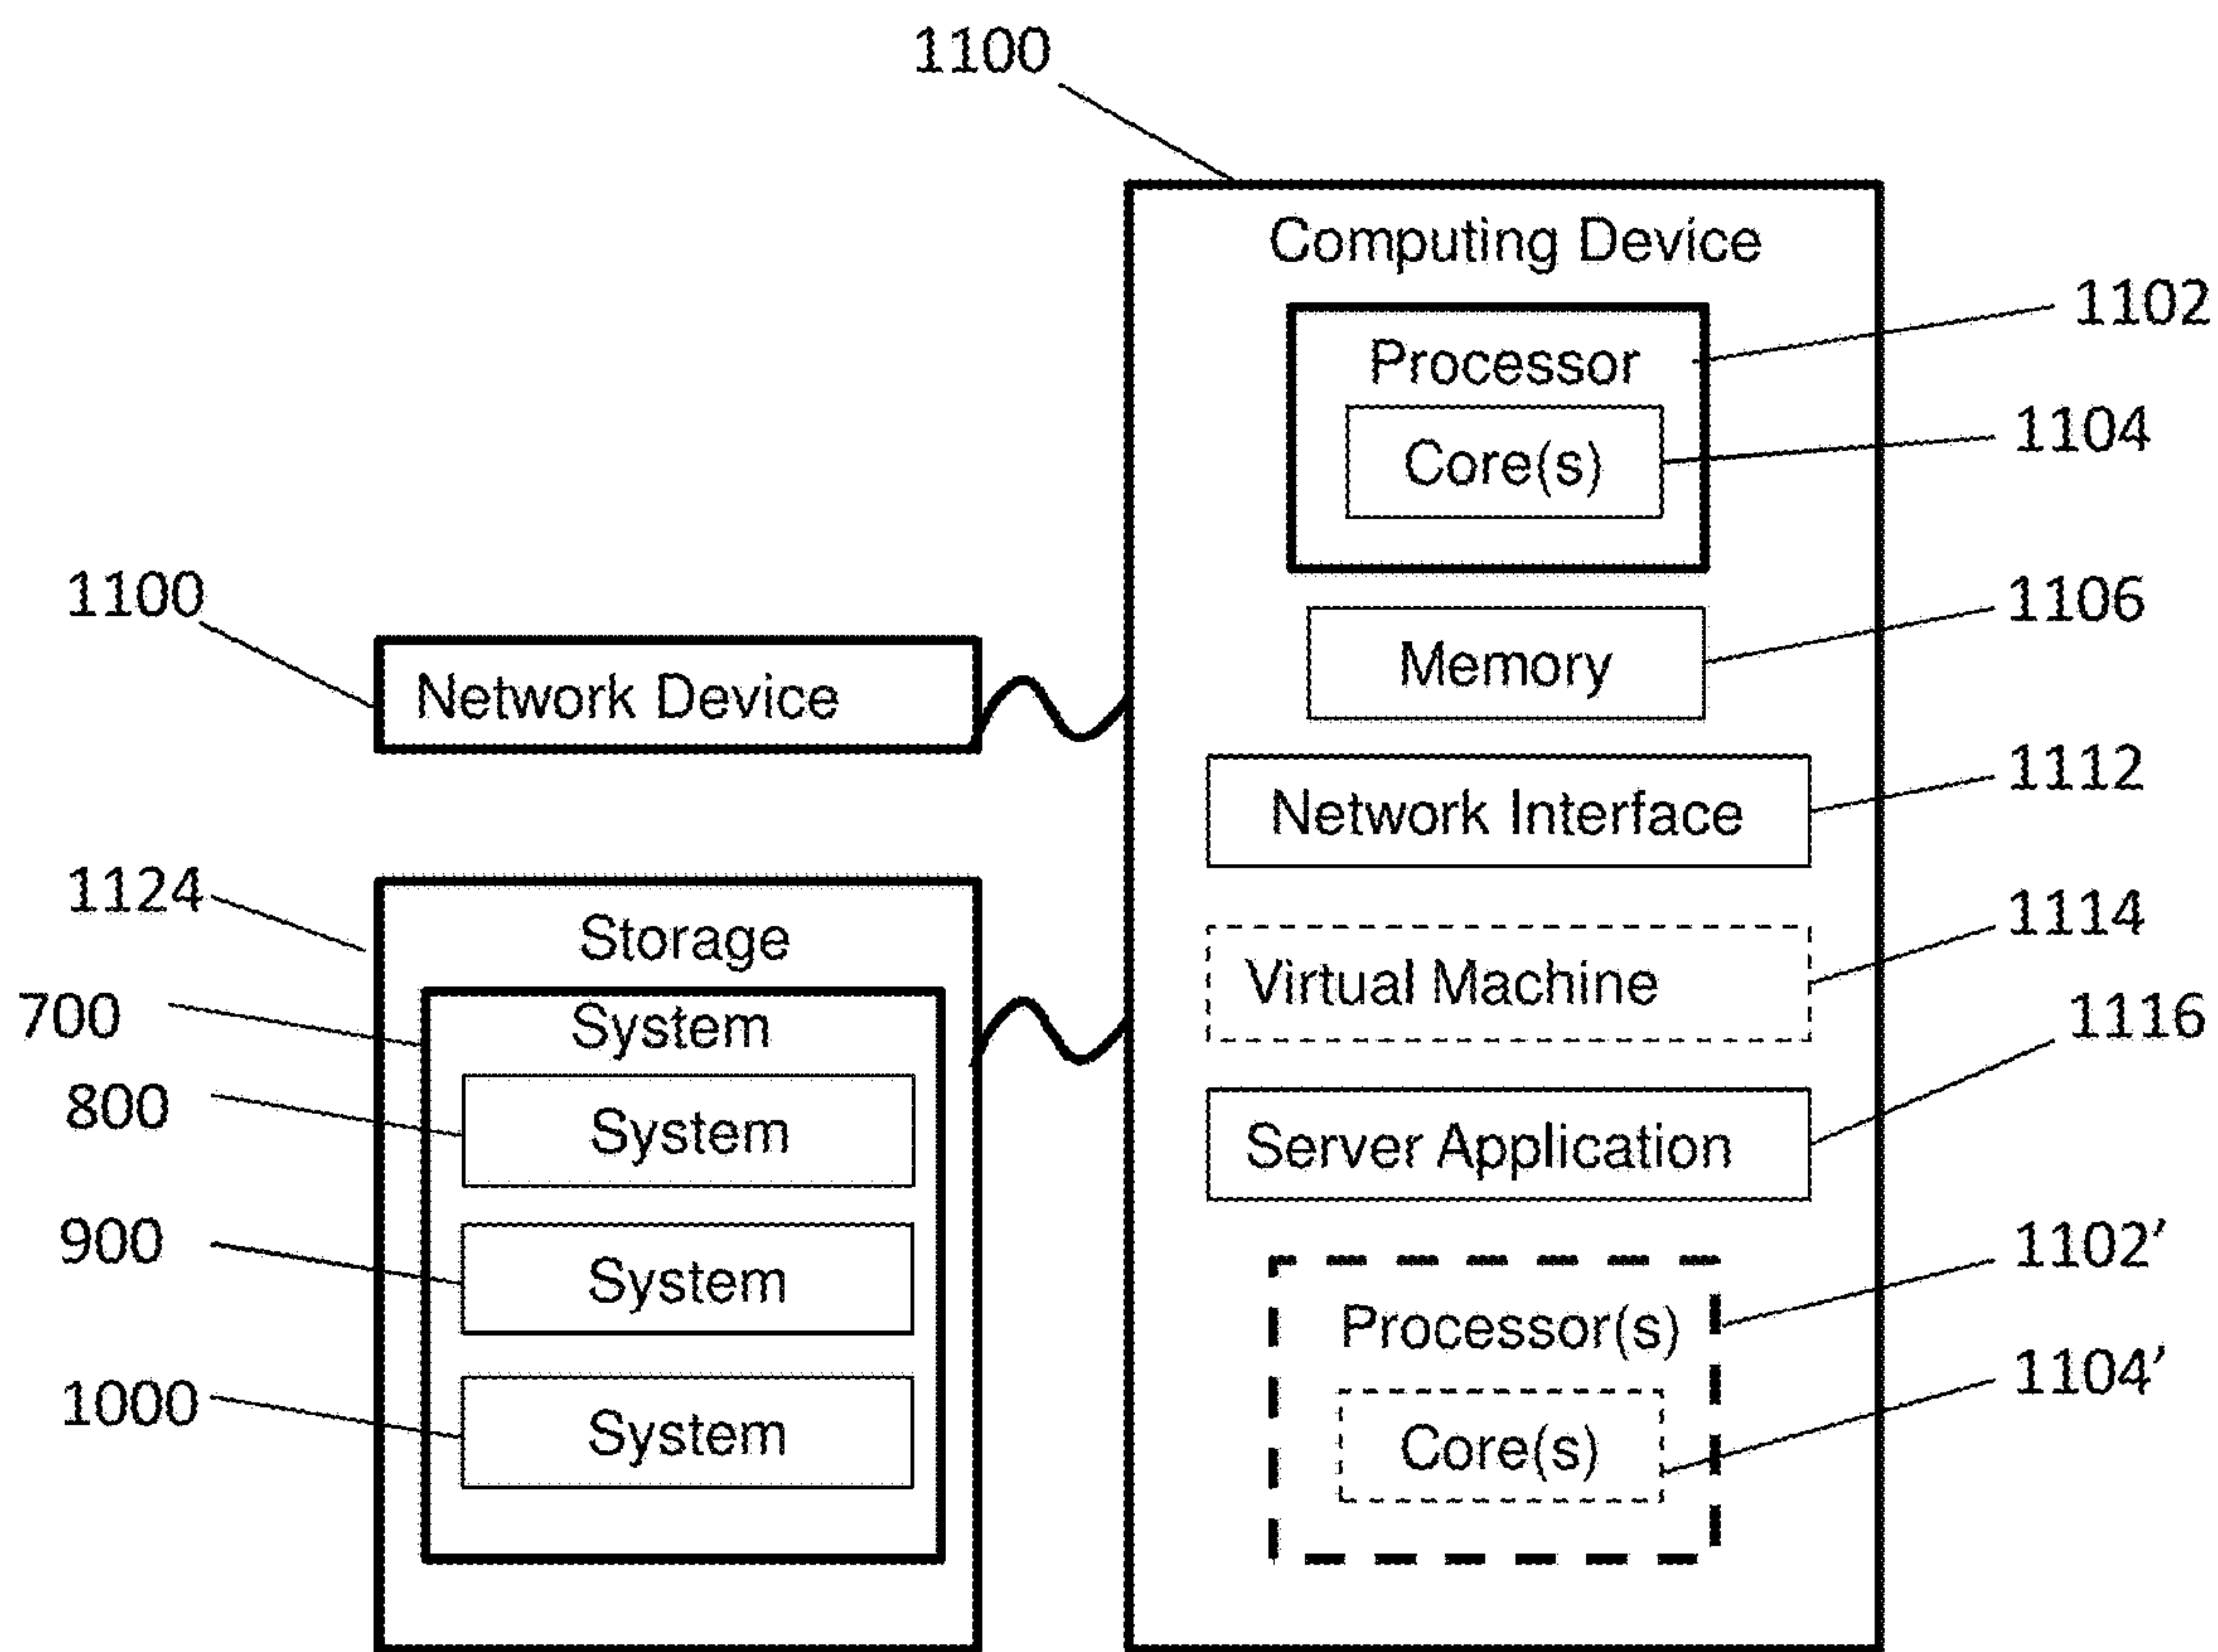 1100
Computing Device
1102
Processor
1104
Core(s)
1100
Network Device
1106
Memory
1112
Network Interface
1124
Storage
1114
Virtual Machine
700
System
1116
800
System
Server Application
900
System
1102’
Processor(s)
1000
System
1104’
Core(s)